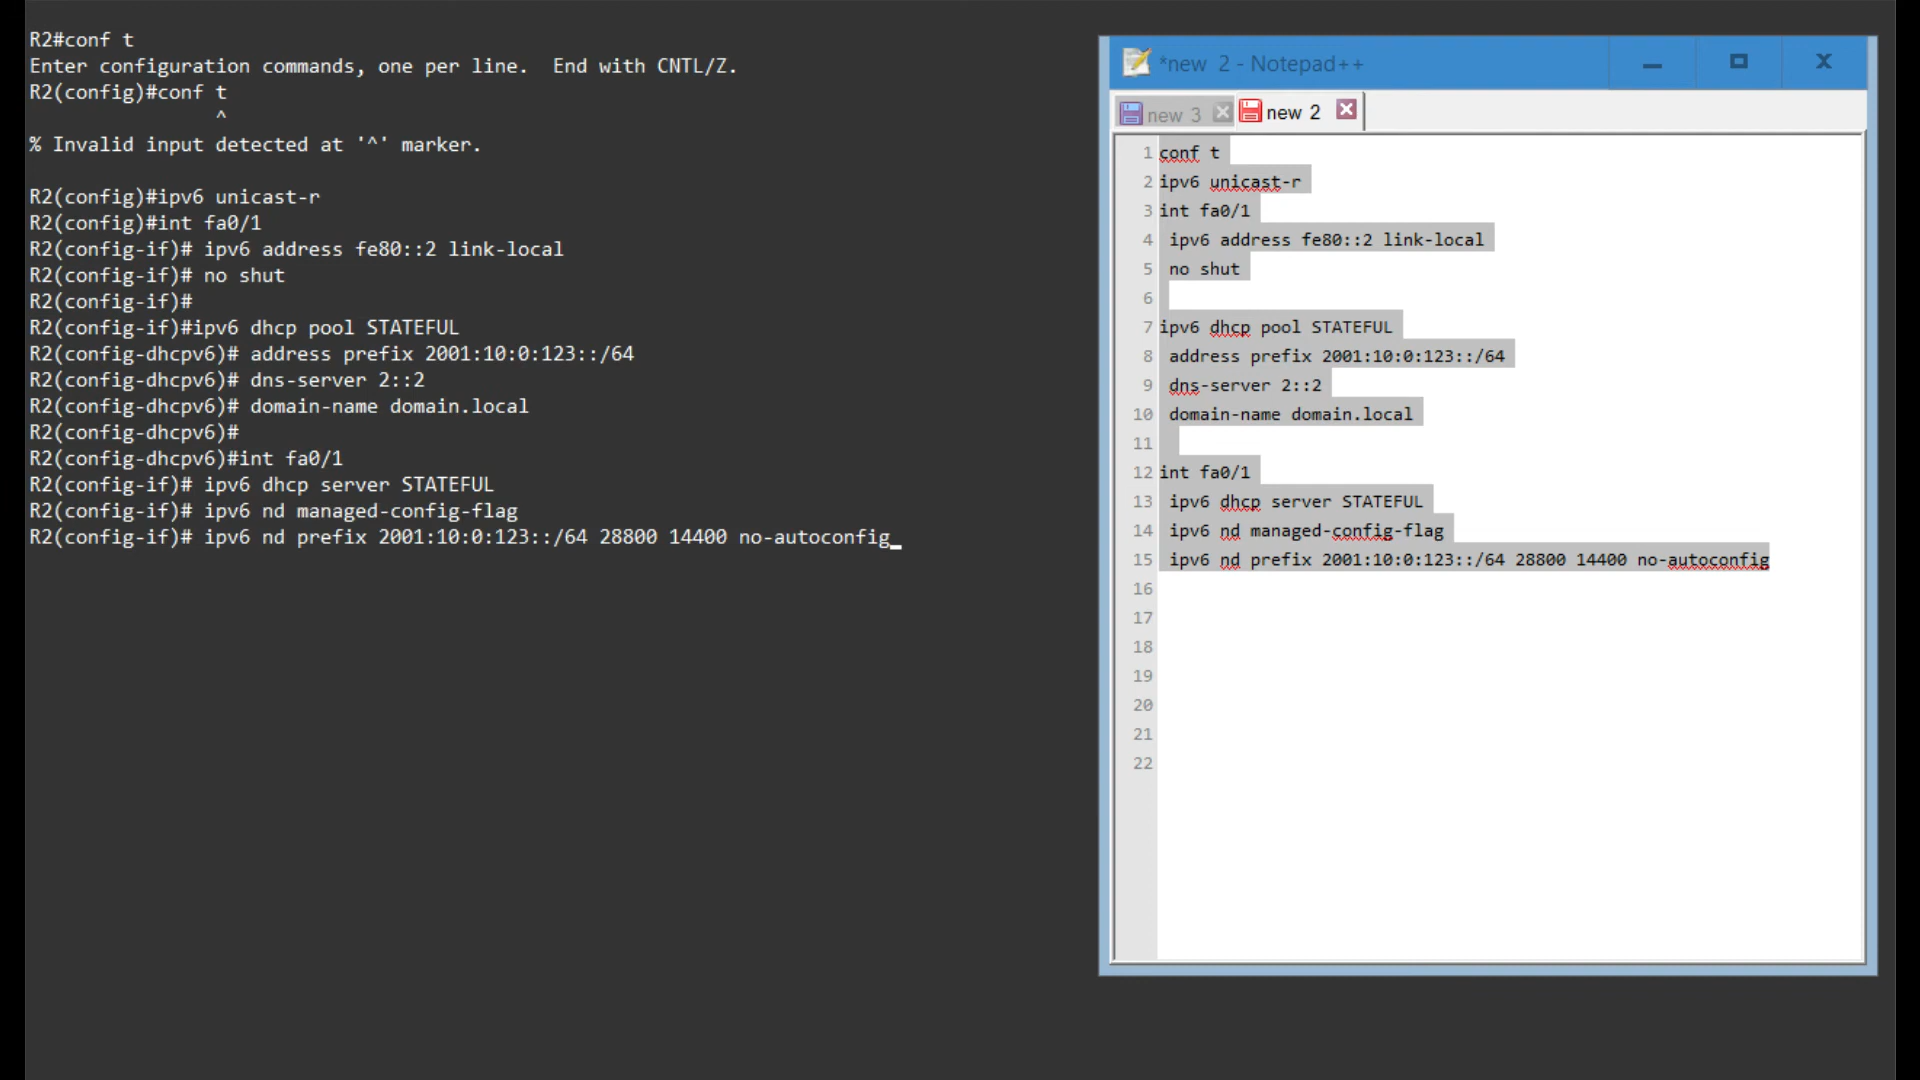 R2#conf t
Enter configuration commands, one per line.  End with CNTL/Z.
R2(config)#conf t
^
% Invalid input detected at '^' marker.
R2(config)#ipv6 unicast-r
R2(config)#int fa0/1
R2(config-if)# ipv6 address fe80::2 link-local
R2(config-if)# no shut
R2(config-if)#
R2(config-if)#ipv6 dhcp pool STATEFUL
R2(config-dhcpv6)# address prefix 2001:10:0:123::/64
R2(config-dhcpv6)# dns-server 2::2
R2(config-dhcpv6)# domain-name domain.local
R2(config-dhcpv6)#
R2(config-dhcpv6)#int fa0/1
R2(config-if)# ipv6 dhcp server STATEFUL
R2(config-if)# ipv6 nd managed-config-flag
R2(config-if)# ipv6 nd prefix 2001:10:0:123::/64 28800 14400 no-autoconfig
*new 2 - Notepad++
new 3 new 2
1 conf t
2 ipv6 unicast-r
3 int fa0/1
4 ipv6 address fe80::2 link-local
5 no shut
6
7 ipv6 dhcp pool STATEFUL
8 address prefix 2001:10:0:123::/64
9 dns-server 2::2
10 domain-name domain.local
11
12 int fa0/1
13 ipv6 dhcp server STATEFUL
14 ipv6 nd managed-config-flag
15 ipv6 nd prefix 2001:10:0:123::/64 28800 14400 no-autoconfig
16
17
18
19
20
21
22